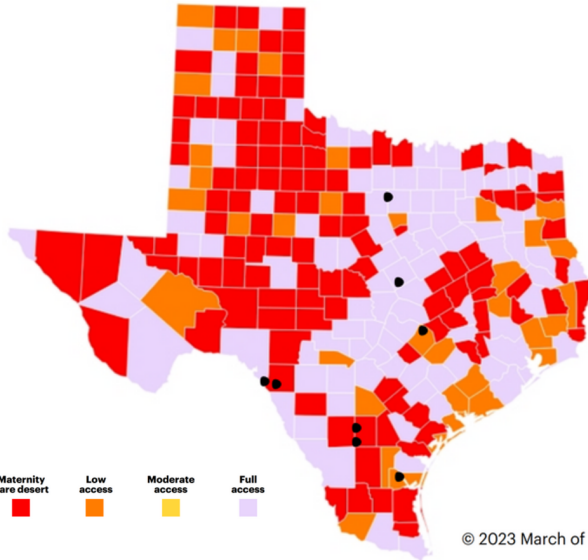 Maternity
are desert
Low
access
Moderate
access
Full
access
© 2023 March of